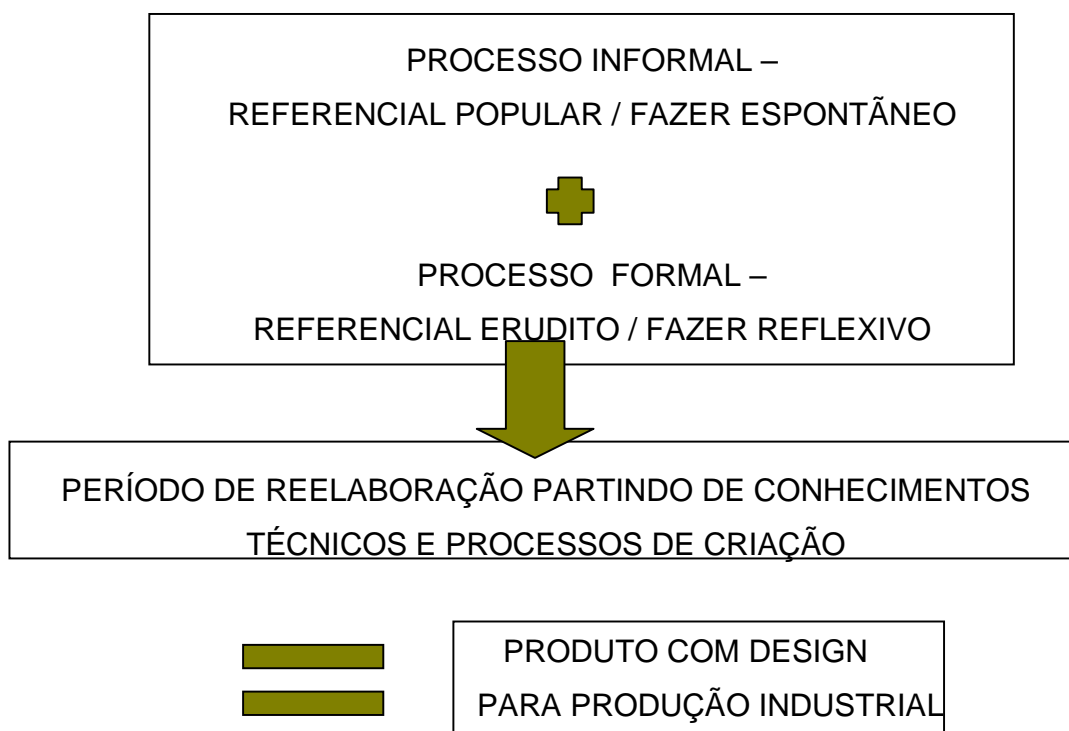 PROCESSO INFORMAL –
REFERENCIAL POPULAR / FAZER ESPONTÃNEO
PROCESSO FORMAL –
REFERENCIAL ERUDITO / FAZER REFLEXIVO
PERÍODO DE REELABORAÇÃO PARTINDO DE CONHECIMENTOS
TÉCNICOS E PROCESSOS DE CRIAÇÃO
PRODUTO COM DESIGN
PARA PRODUÇÃO INDUSTRIAL